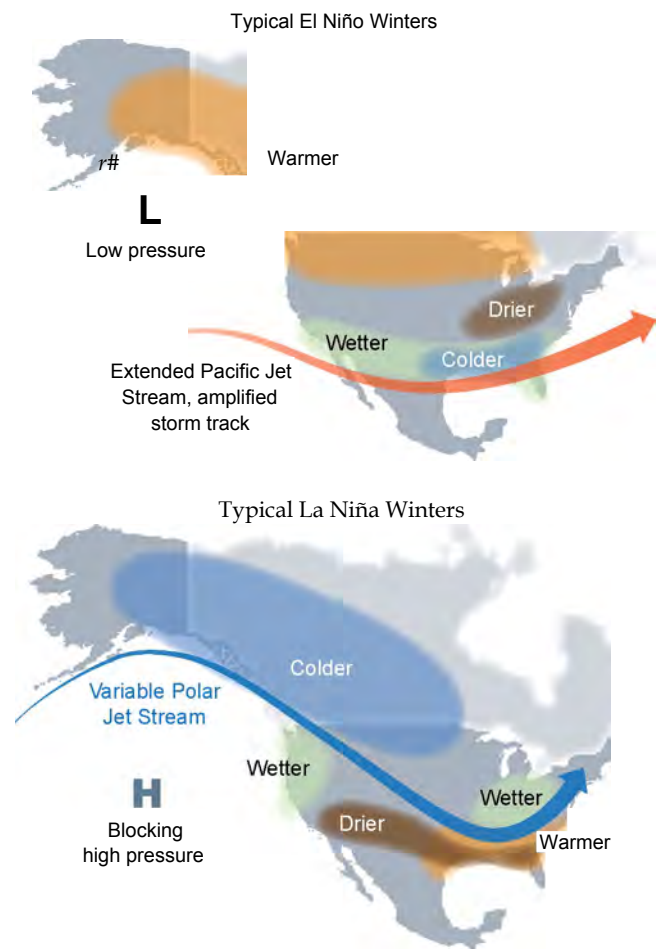 Typical El Niño Winters
r#
Warmer
L
Low pressure
Drier
Wetter
Colder
Extended Pacific Jet
Stream, amplified
storm track
Typical La Niña Winters
Colder
Variable Polar
Jet Stream
Wetter
H
Blocking
high pressure
Drier
Wetter
Warmer